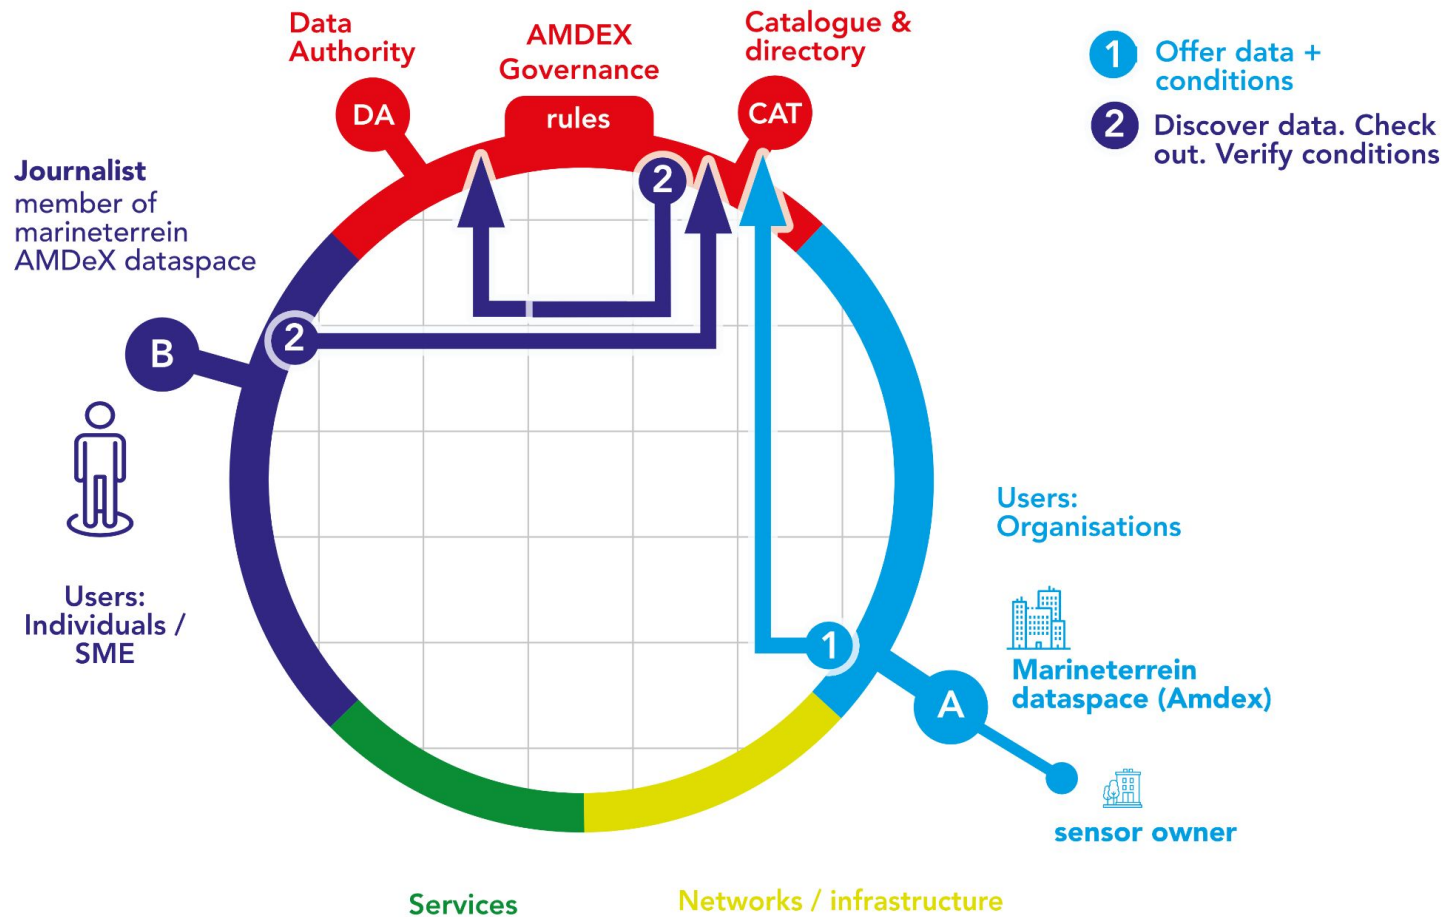 Data
Authority
AMDEX
Governance
rules
Catalogue &
directory
DA
CAT
1
Offer data +
conditions
2
Discover data. Check
out. Verify conditions
Journalist
member of
marineterrein
AMDeX dataspace
2
2
B
Users:
Individuals /
SME
Users:
Organisations
1
Marineterrein
dataspace (Amdex)
A
sensor owner
Services
Networks / infrastructure